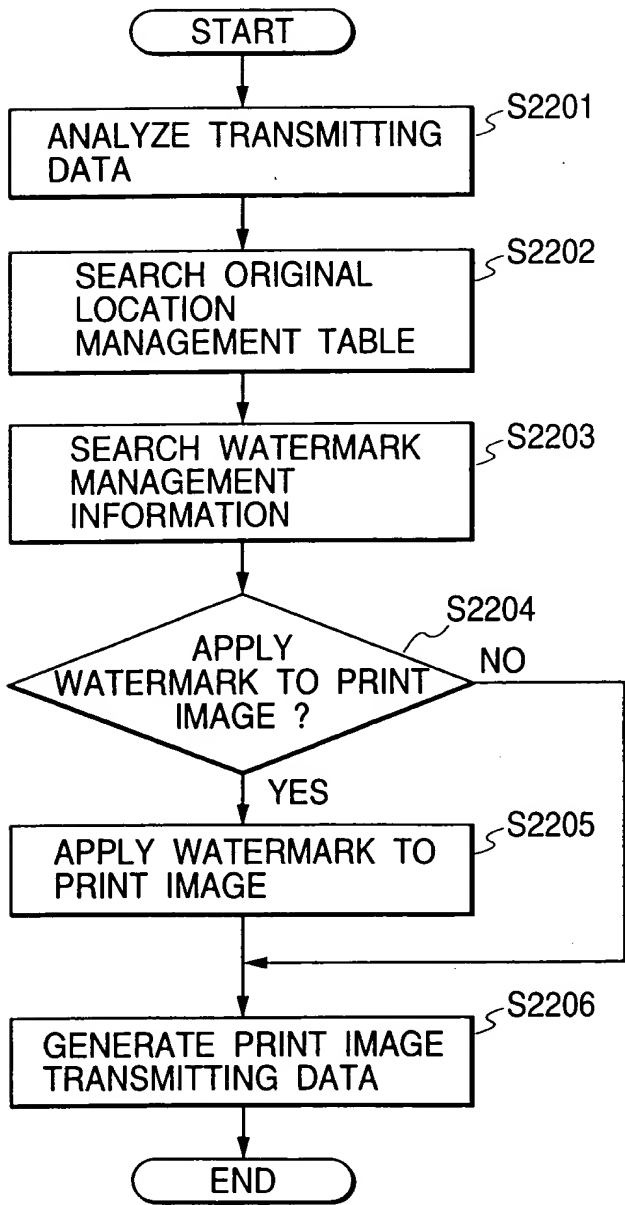 START
S2201
ANALYZE TRANSMITTING
DATA
S2202
SEARCH ORIGINAL
LOCATION
MANAGEMENT TABLE
S2203
SEARCH WATERMARK
MANAGEMENT
INFORMATION
S2204
APPLY
WATERMARK TO PRINT
IMAGE ?
NO
YES
S2205
APPLY WATERMARK TO
PRINT IMAGE
S2206
GENERATE PRINT IMAGE
TRANSMITTING DATA
END